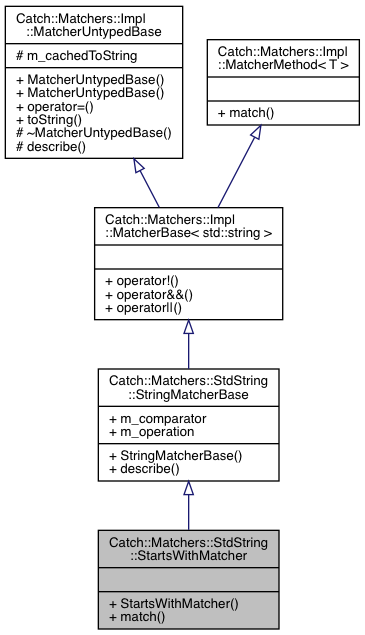 Catch::Matchers::Impl
::MatcherUntypedBase
# m_cachedToString
+ MatcherUntypedBase()
+ MatcherUntypedBase()
+ operator=()
+ toString()
# ~MatcherUntypedBase()
# describe()
Catch::Matchers::Impl
::MatcherMethod< T >
+ match()
Catch::Matchers::Impl
::MatcherBase< std::string >
+ operator!()
+ operator&&()
+ operator||()
Catch::Matchers::StdString
::StringMatcherBase
+ m_comparator
+ m_operation
+ StringMatcherBase()
+ describe()
Catch::Matchers::StdString
::StartsWithMatcher
+ StartsWithMatcher()
+ match()